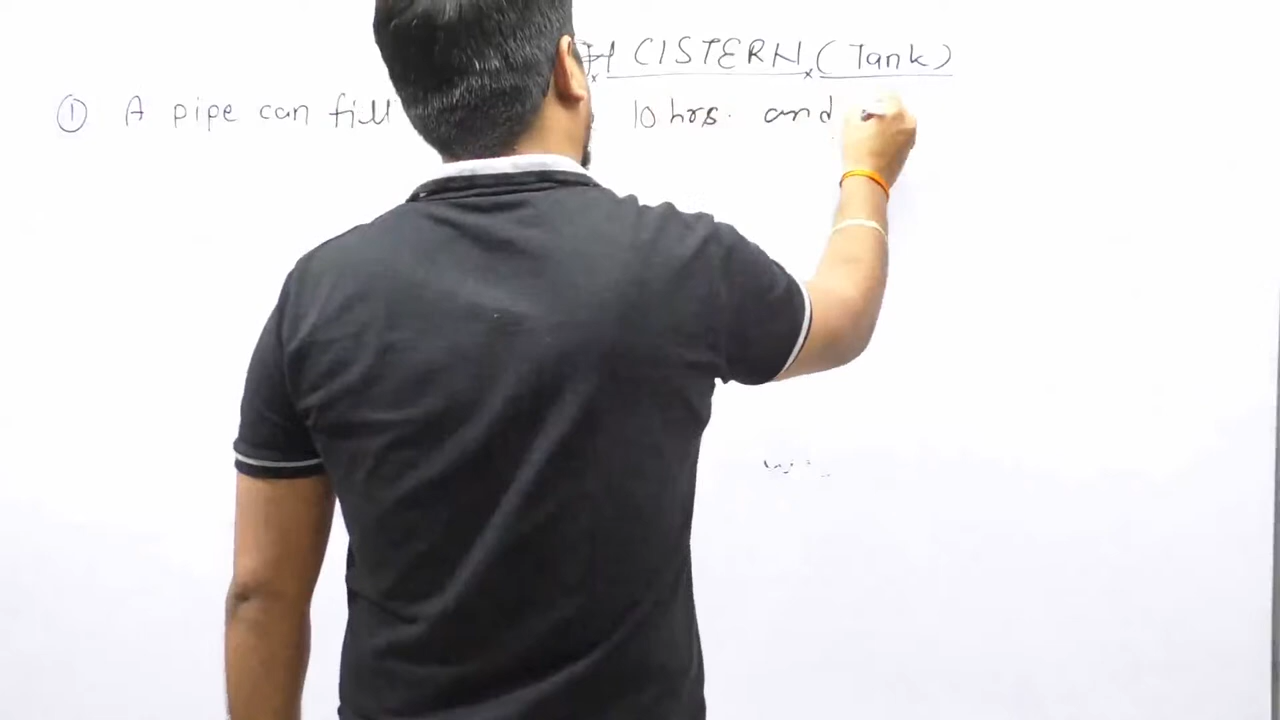 CISTERN (Tank)
① A pipe can fill 10 hrs. and